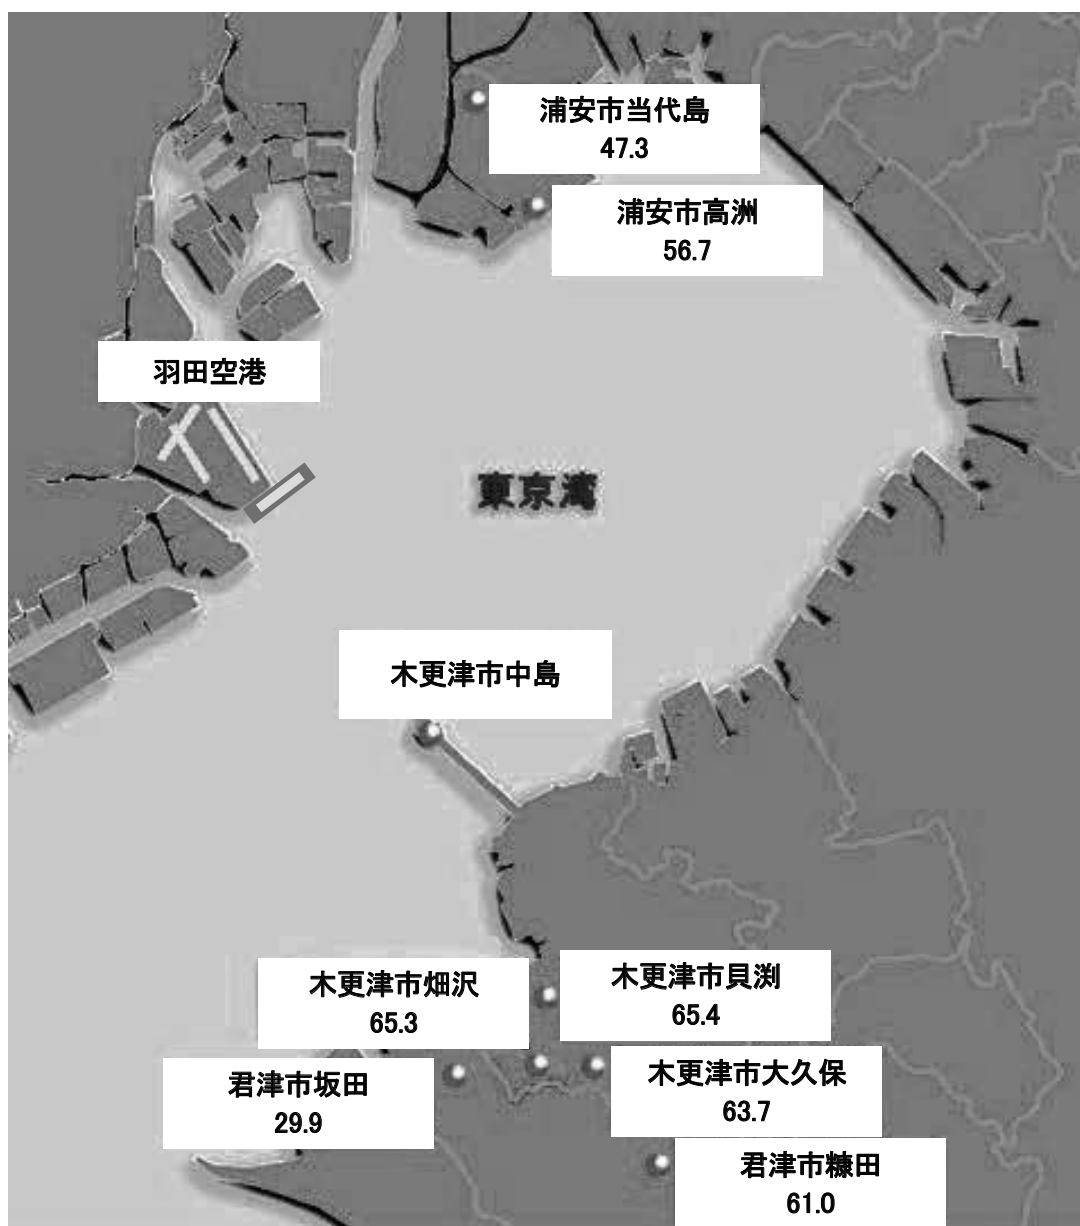 浦安市当代島
47.3
浦安市高洲
56.7
羽田空港
東京湾
木更津市中島
木更津市畑沢
65.3
木更津市貝渕
65.4
君津市坂田
29.9
木更津市大久保
63.7
君津市糠田
61.0